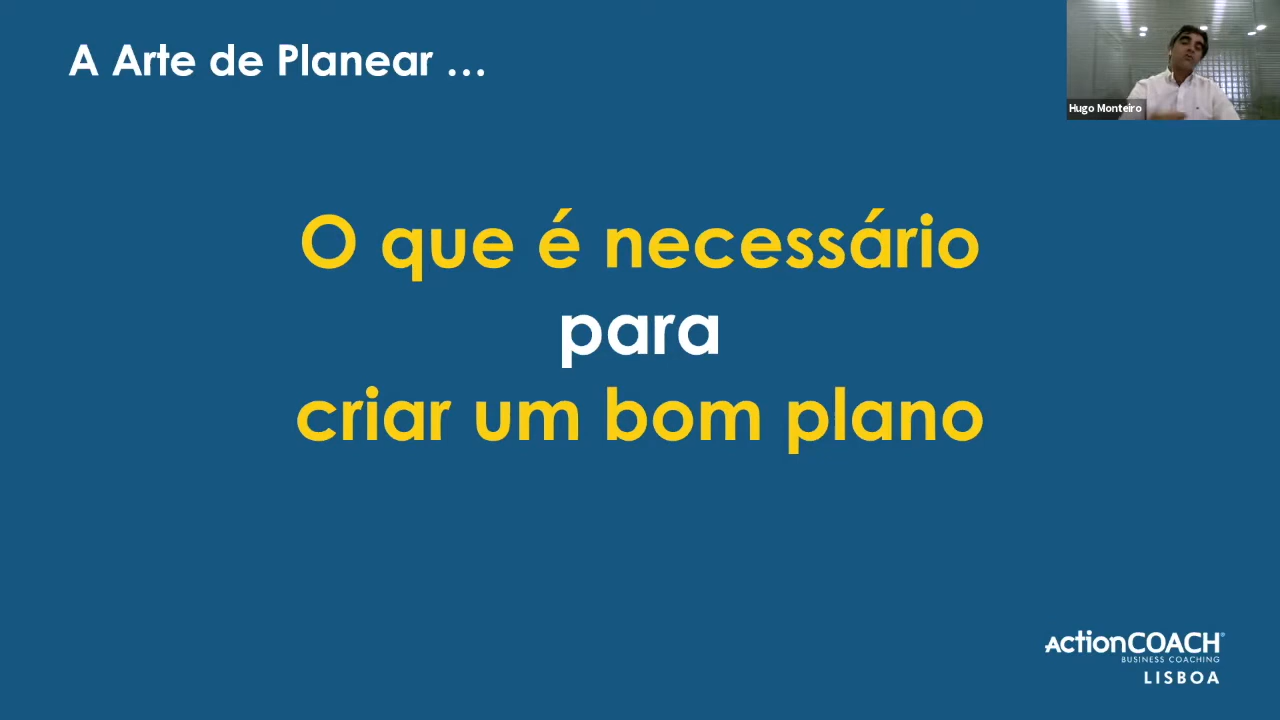 A Arte de Planear ...
Hugo Monteiro
O que é necessário
para
criar um bom plano
ActionCOACH
BUSINESS COACHING
LISBOA